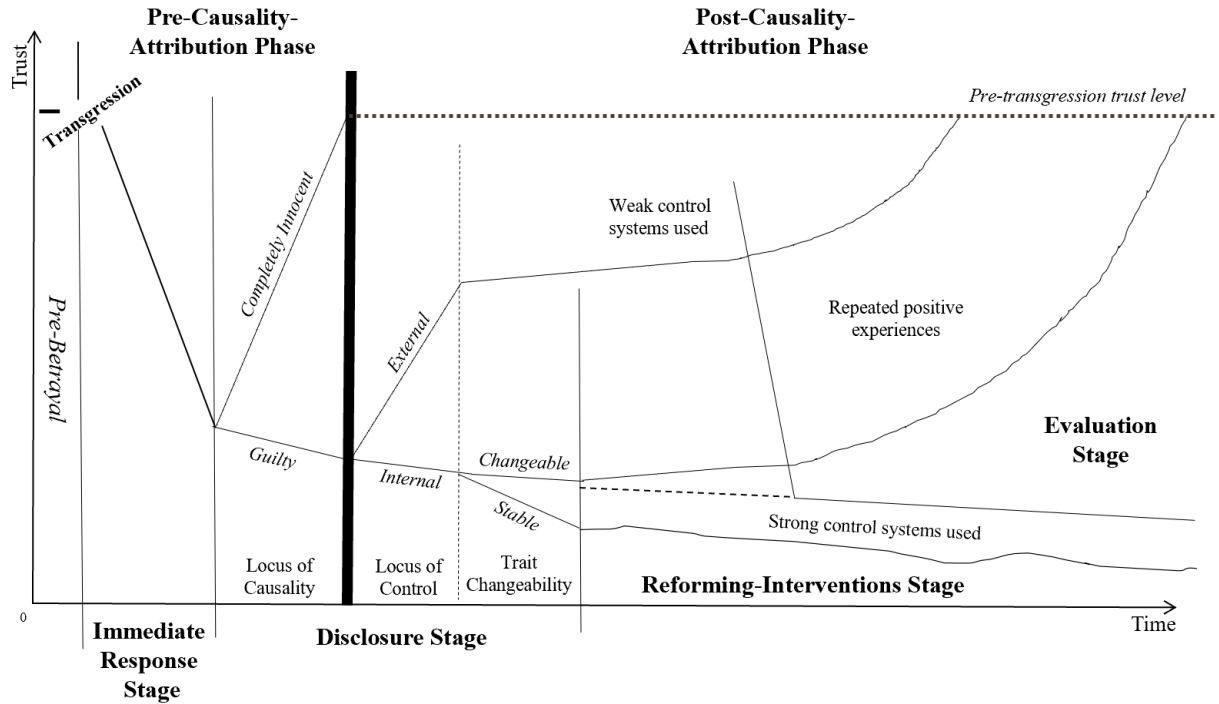 Pre-Causality-
Attribution Phase
Post-Causality-
Attribution Phase
Trust
Transgression
Pre-transgression trust level
Completely Innocent
Weak control
systems used
Pre-Betrayal
External
Repeated positive
experiences
Guilty
Internal
Changeable
Stable
Evaluation
Stage
Strong control systems used
Locus of
Causality
Locus of
Control
Trait
Changeability
Reforming-Interventions Stage
0
Time
Immediate
Response
Stage
Disclosure Stage